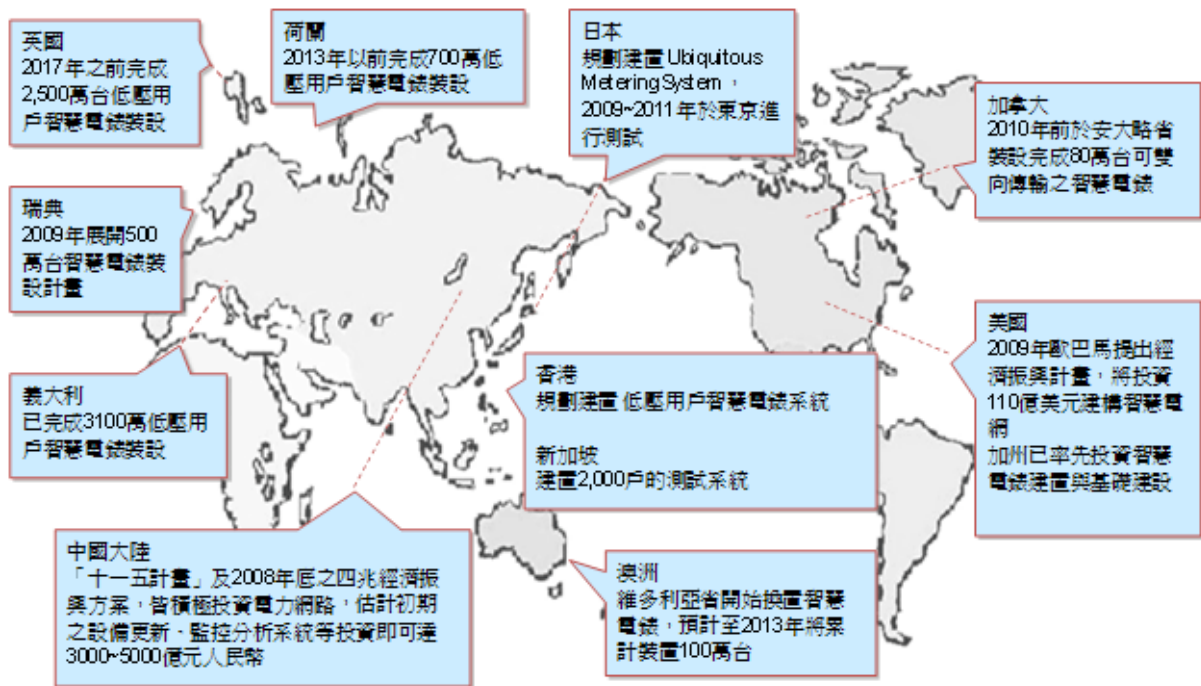 英國
2017年之前完成
2,500萬台低壓用
戶智慧電錶裝設
荷蘭
2013年以前完成700萬低
壓用戶智慧電錶裝設
日本
規劃建置 Ubiquitous
MeteringSystem，
2009~2011年於東京進
行測試
加拿大
2010年前於安大略省
裝設完成80萬台可雙
向傳輸之智慧電錶
瑞典
2009年展開500
萬台智慧電錶裝
設計畫
義大利
已完成3100萬低壓用
戶智慧電錶裝設
香港
規劃建置 低壓用戶智慧電錶系統
新加坡
建置2,000戶的測試系統
美國
2009年歐巴馬提出經
濟振興計畫，將投資
110億美元建構智慧電
網
加州已率先投資智慧
電錶建置與基礎建設
中國大陸
「十一五計畫」及2008年底之四兆經濟振
興方案，皆積極投資電力網路，估計初期
之設備更新、監控分析系統等投資即可達
3000~5000億元人民幣
澳洲
維多利亞省開始換置智慧
電錶，預計至2013年將累
計裝置100萬台